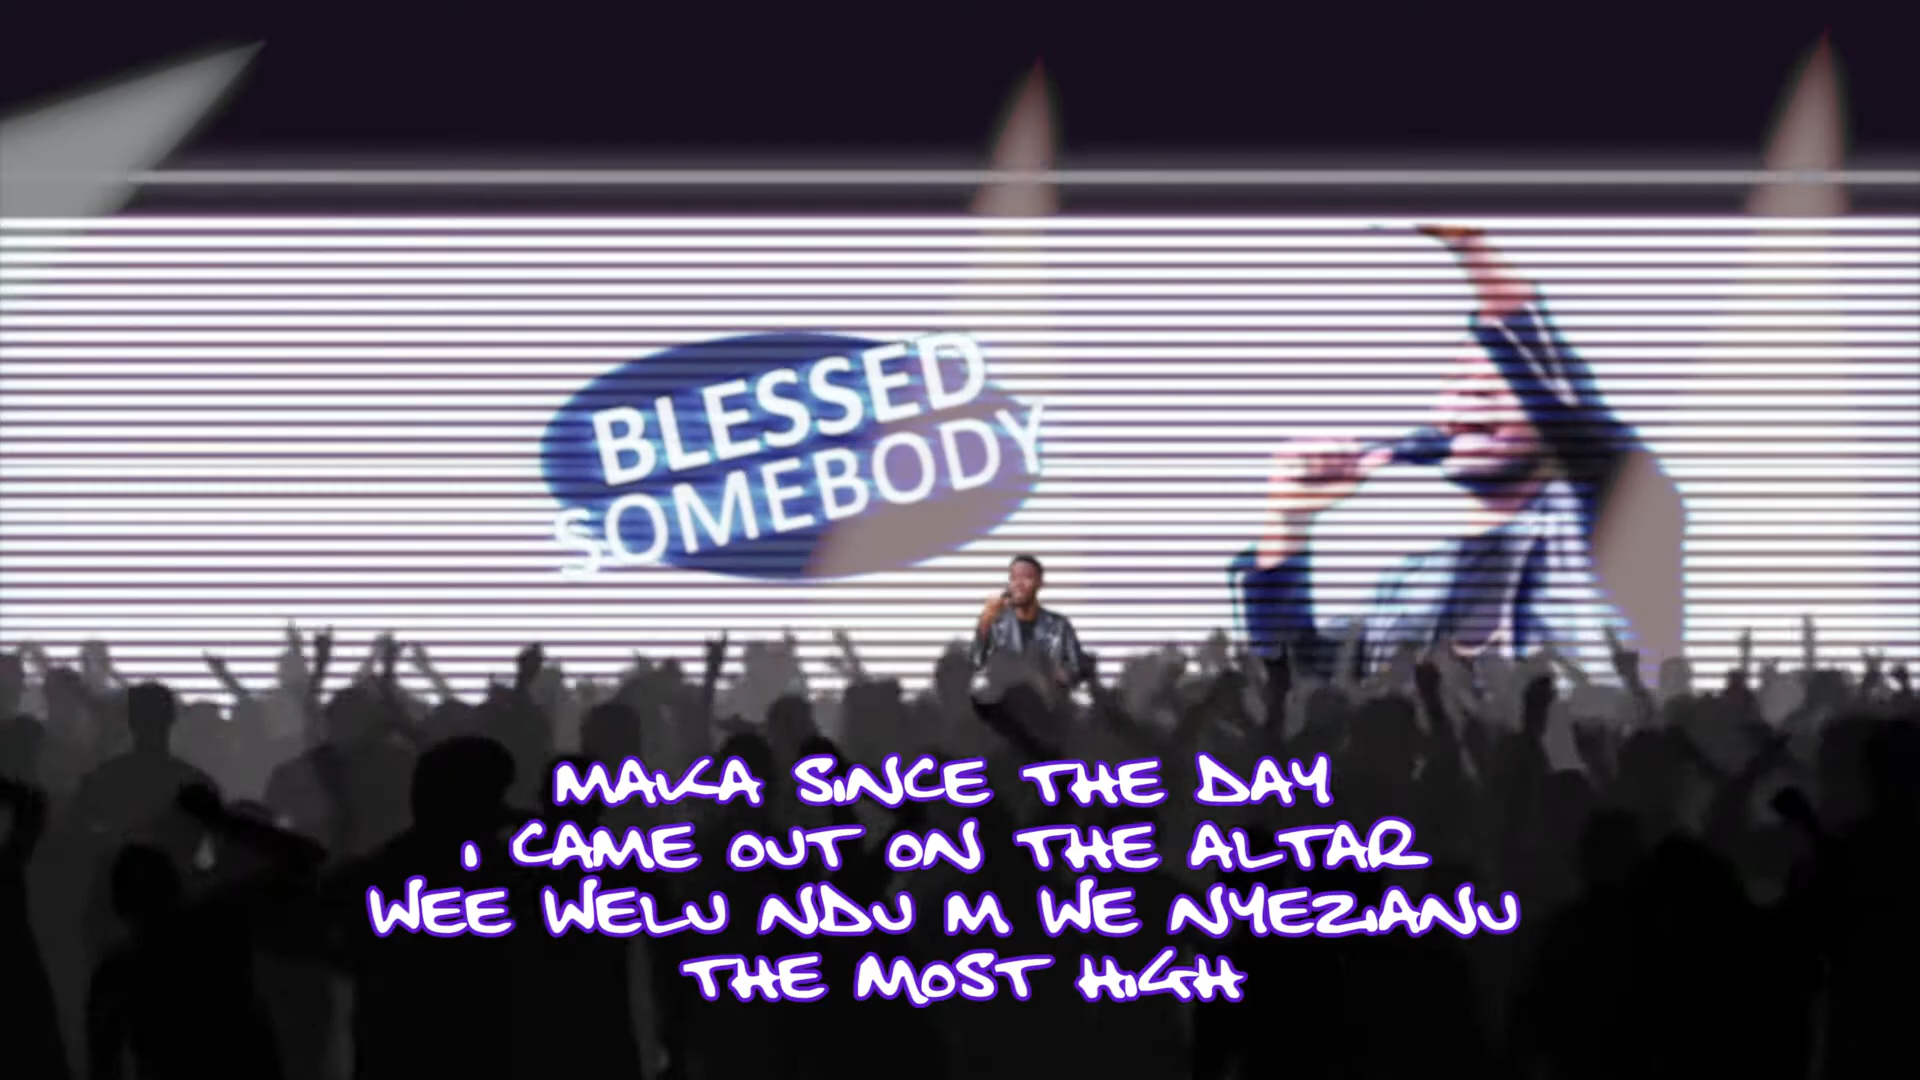 BLESSED
SOMEBODY
MAKA SINCE THE DAY
I CAME OUT ON THE ALTAR
WEE WELU NDU M WE NYEZIANU
THE MOST HIGH